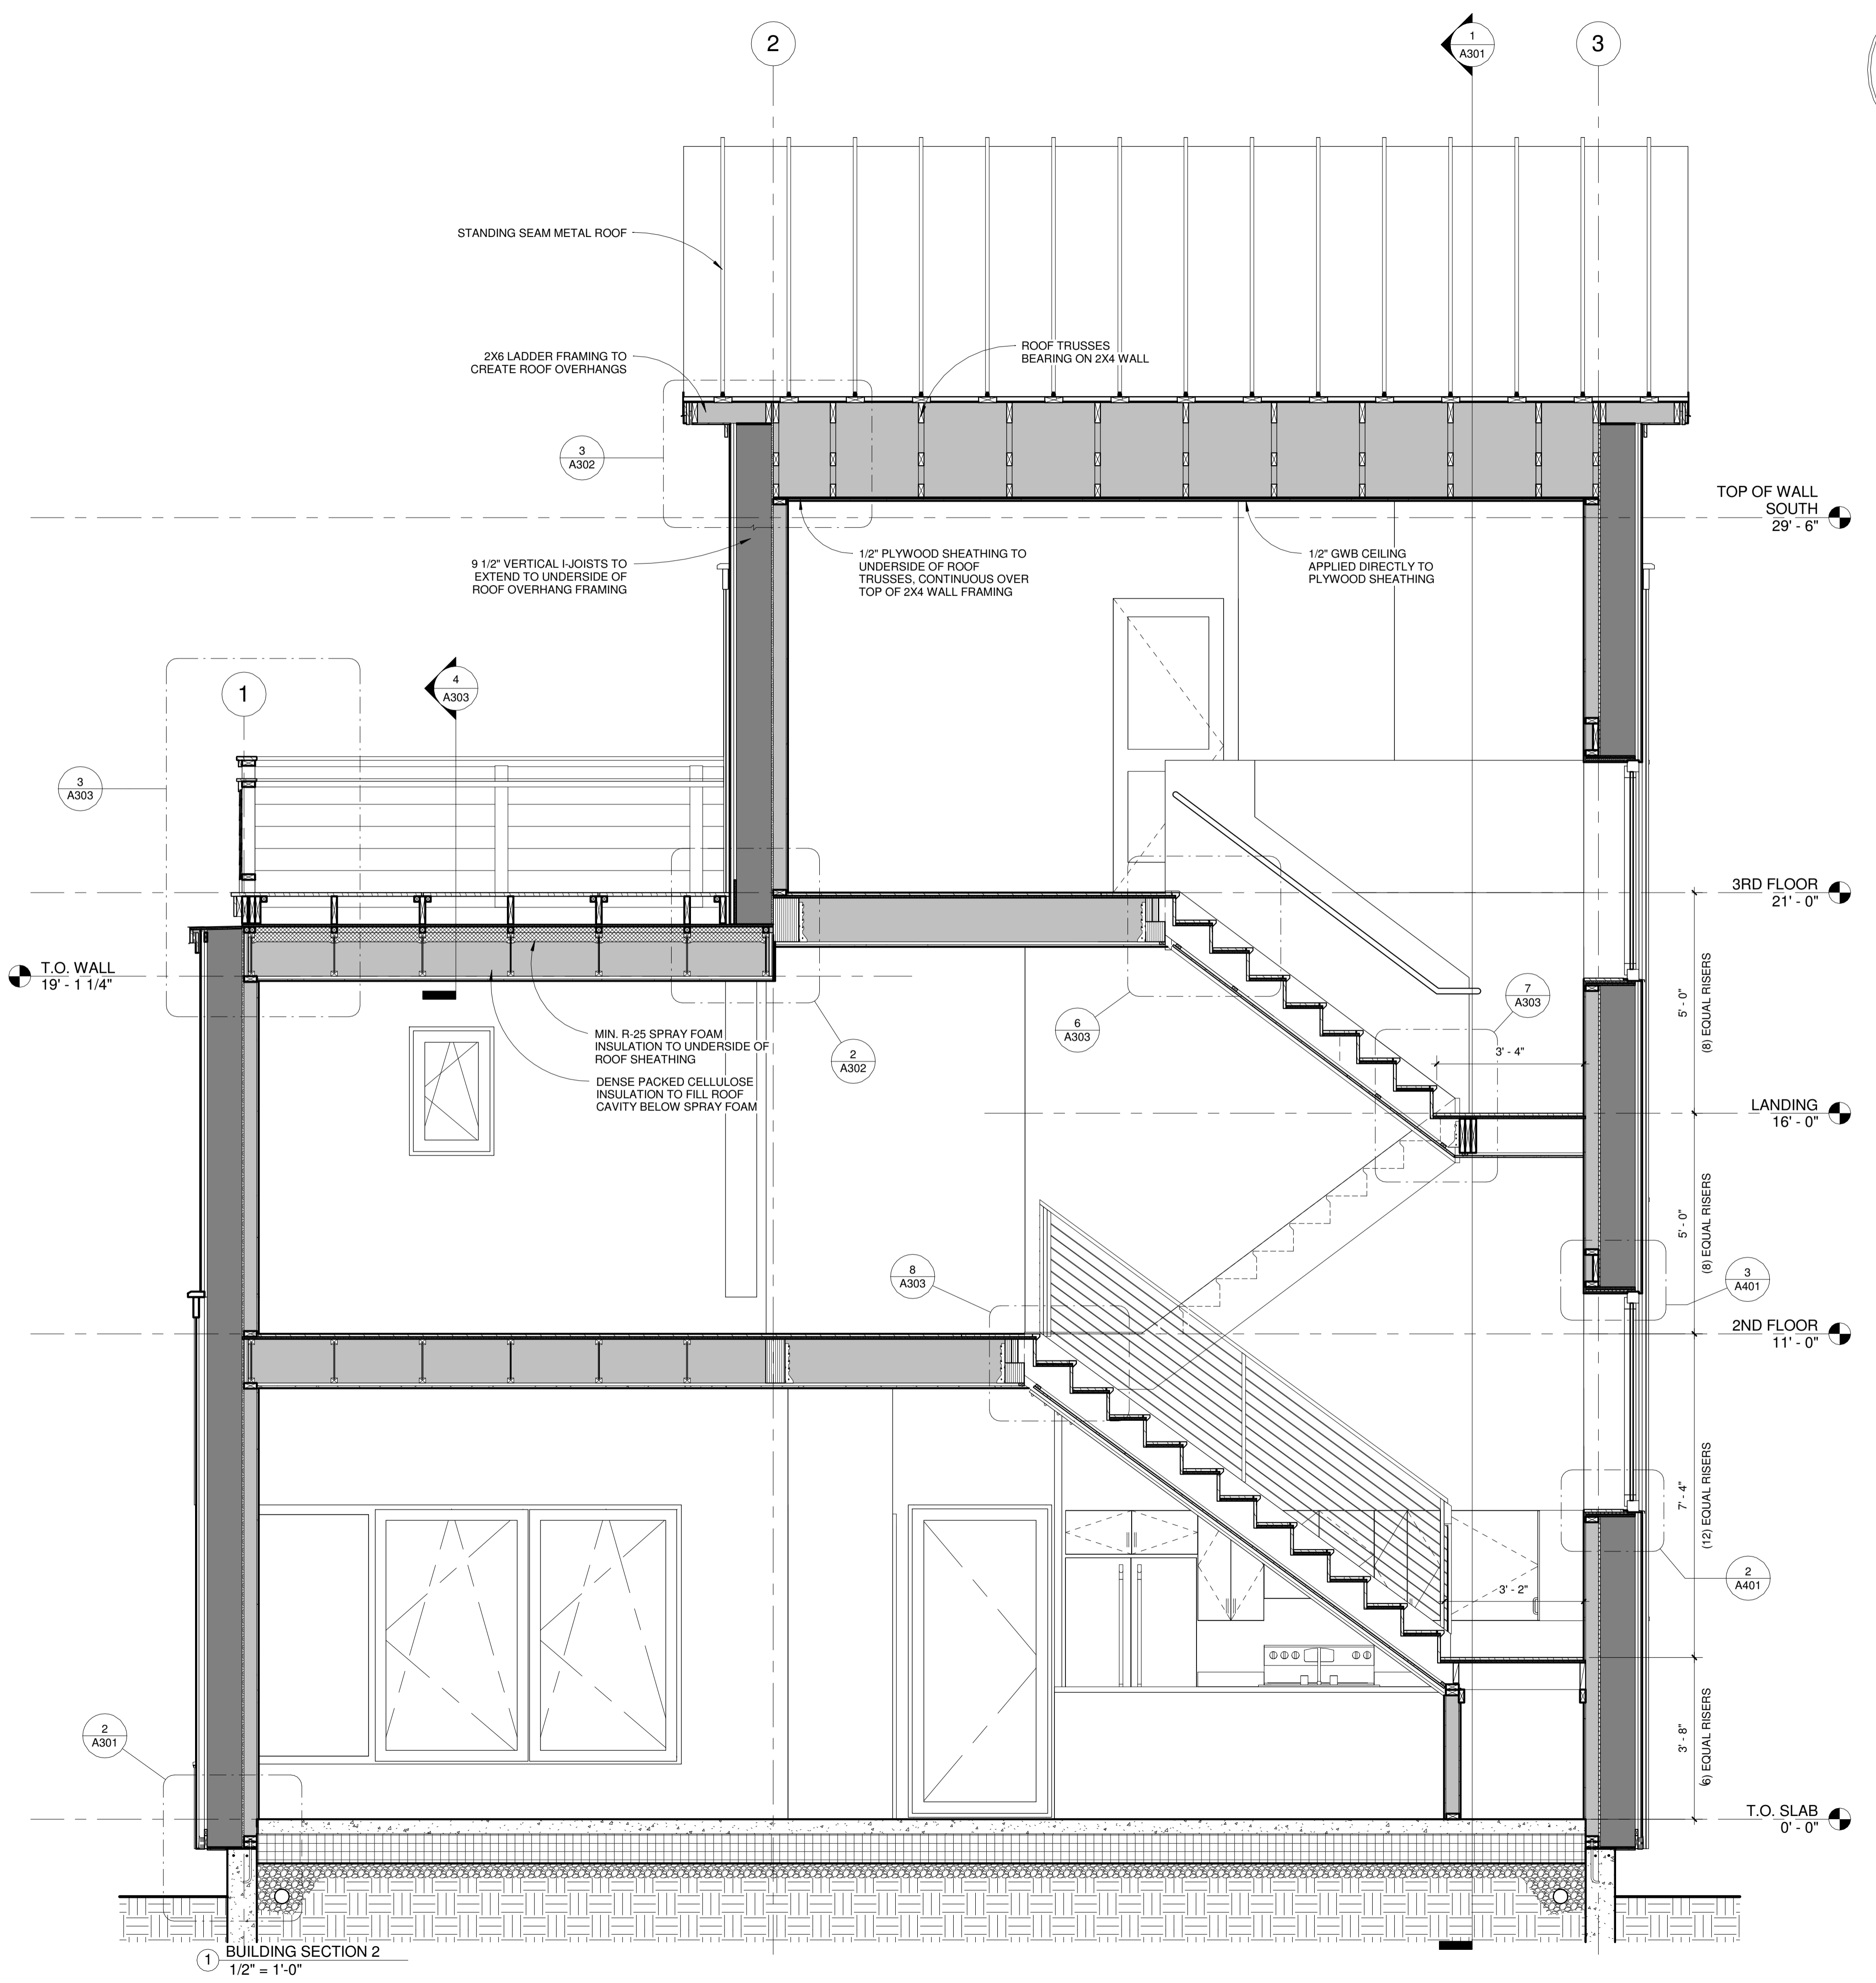 2
1
A301
3
STANDING SEAM METAL ROOF
2X6 LADDER FRAMING TO
CREATE ROOF OVERHANGS
ROOF TRUSSES
BEARING ON 2X4 WALL
3
A302
TOP OF WALL
SOUTH
29' - 6"
9 1/2" VERTICAL I-JOISTS TO
EXTEND TO UNDERSIDE OF
ROOF OVERHANG FRAMING
1/2" PLYWOOD SHEATHING TO
UNDERSIDE OF ROOF
TRUSSES, CONTINUOUS OVER
TOP OF 2X4 WALL FRAMING
1/2" GWB CEILING
APPLIED DIRECTLY TO
PLYWOOD SHEATHING
1
4
A303
3
A303
3RD FLOOR
21' - 0"
T.O. WALL
19' - 1 1/4"
5' - 0"
(8) EQUAL RISERS
7
A303
6
A303
3' - 4"
MIN. R-25 SPRAY FOAM
INSULATION TO UNDERSIDE OF
ROOF SHEATHING
2
A302
DENSE PACKED CELLULOSE
INSULATION TO FILL ROOF
CAVITY BELOW SPRAY FOAM
LANDING
16' - 0"
5' - 0"
(8) EQUAL RISERS
8
A303
3
A401
2ND FLOOR
11' - 0"
7' - 4"
(12) EQUAL RISERS
2
A401
3' - 2"
2
A301
3' - 8"
(6) EQUAL RISERS
T.O. SLAB
0' - 0"
1
BUILDING SECTION 2
1/2" = 1'-0"